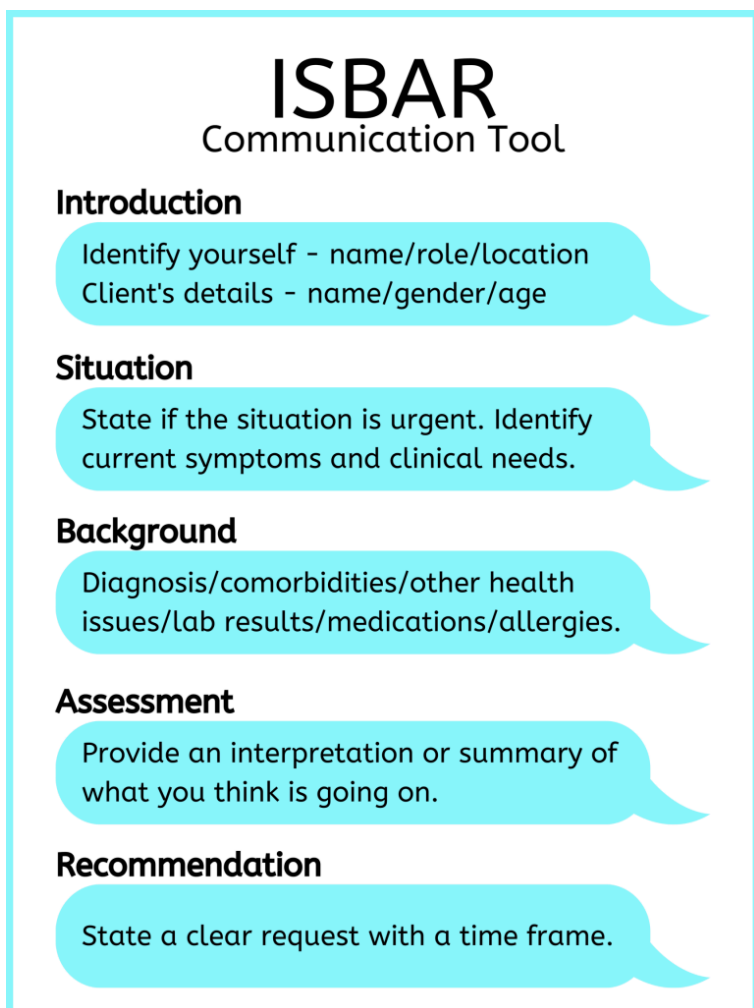 ISBAR
Communication Tool
Introduction
Identify yourself - name/role/location
Client's details - name/gender/age
Situation
State if the situation is urgent. Identify
current symptoms and clinical needs.
Background
Diagnosis/comorbidities/other health
issues/lab results/medications/allergies.
Assessment
Provide an interpretation or summary of
what you think is going on.
Recommendation
State a clear request with a time frame.